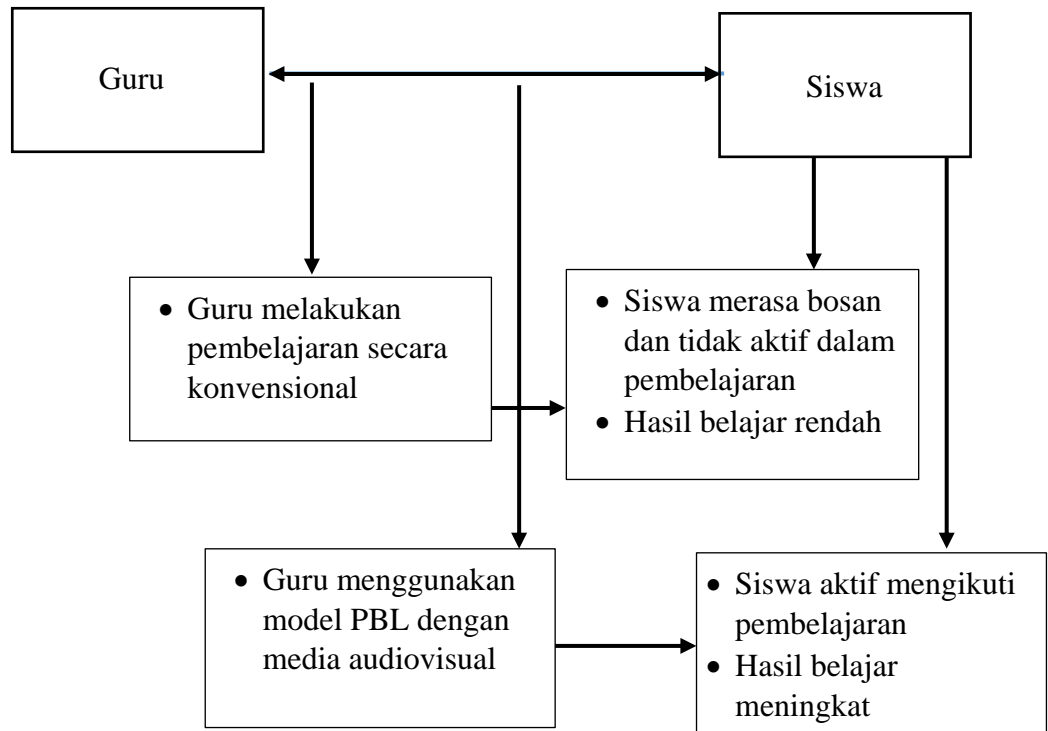 Guru
Siswa
• Guru melakukan
pembelajaran secara
konvensional
• Siswa merasa bosan
dan tidak aktif dalam
pembelajaran
• Hasil belajar rendah
• Guru menggunakan
model PBL dengan
media audiovisual
• Siswa aktif mengikuti
pembelajaran
• Hasil belajar
meningkat